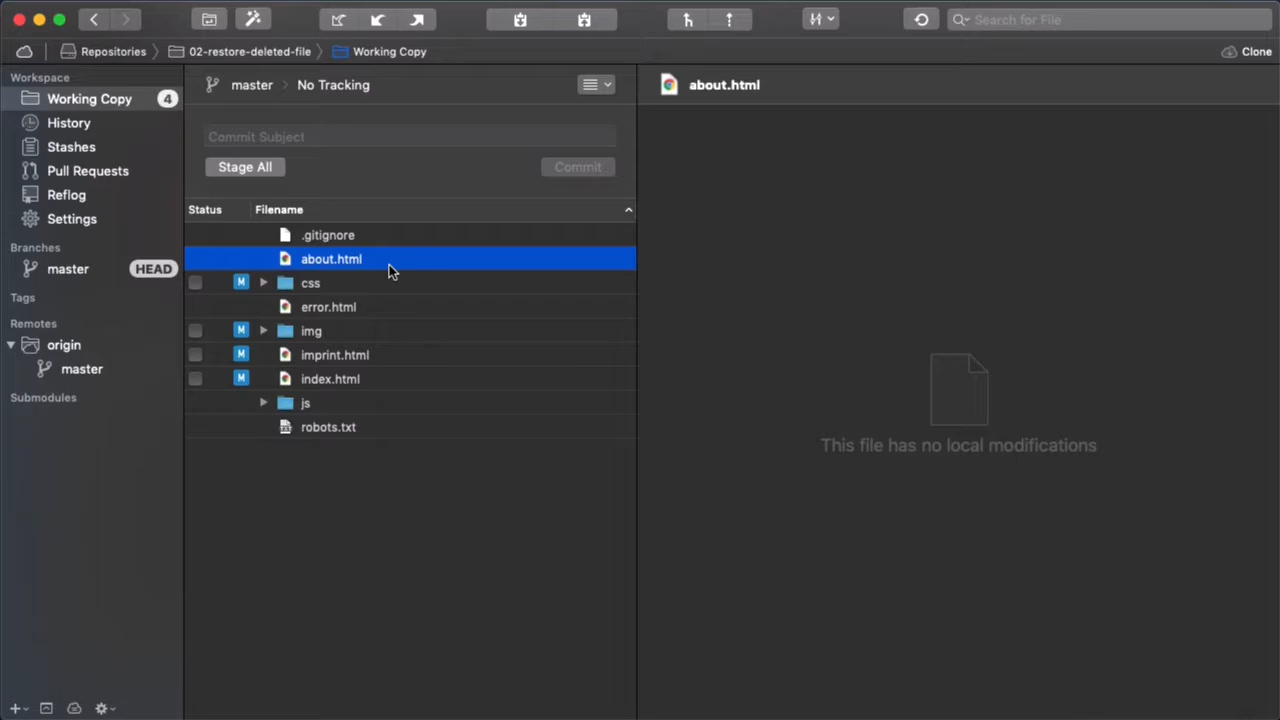 Search for File
Repositories
02-restore-deleted-file
Working Copy
Clone
Workspace
Working Copy 4
History
Stashes
Pull Requests
Reflog
Settings
Branches
master HEAD
Tags
Remotes
origin
master
Submodules
master No Tracking
Commit Subject
Stage All Commit
Status Filename
.gitignore
about.html
M css
error.html
M img
M imprint.html
M index.html
js
robots.txt
about.html
This file has no local modifications